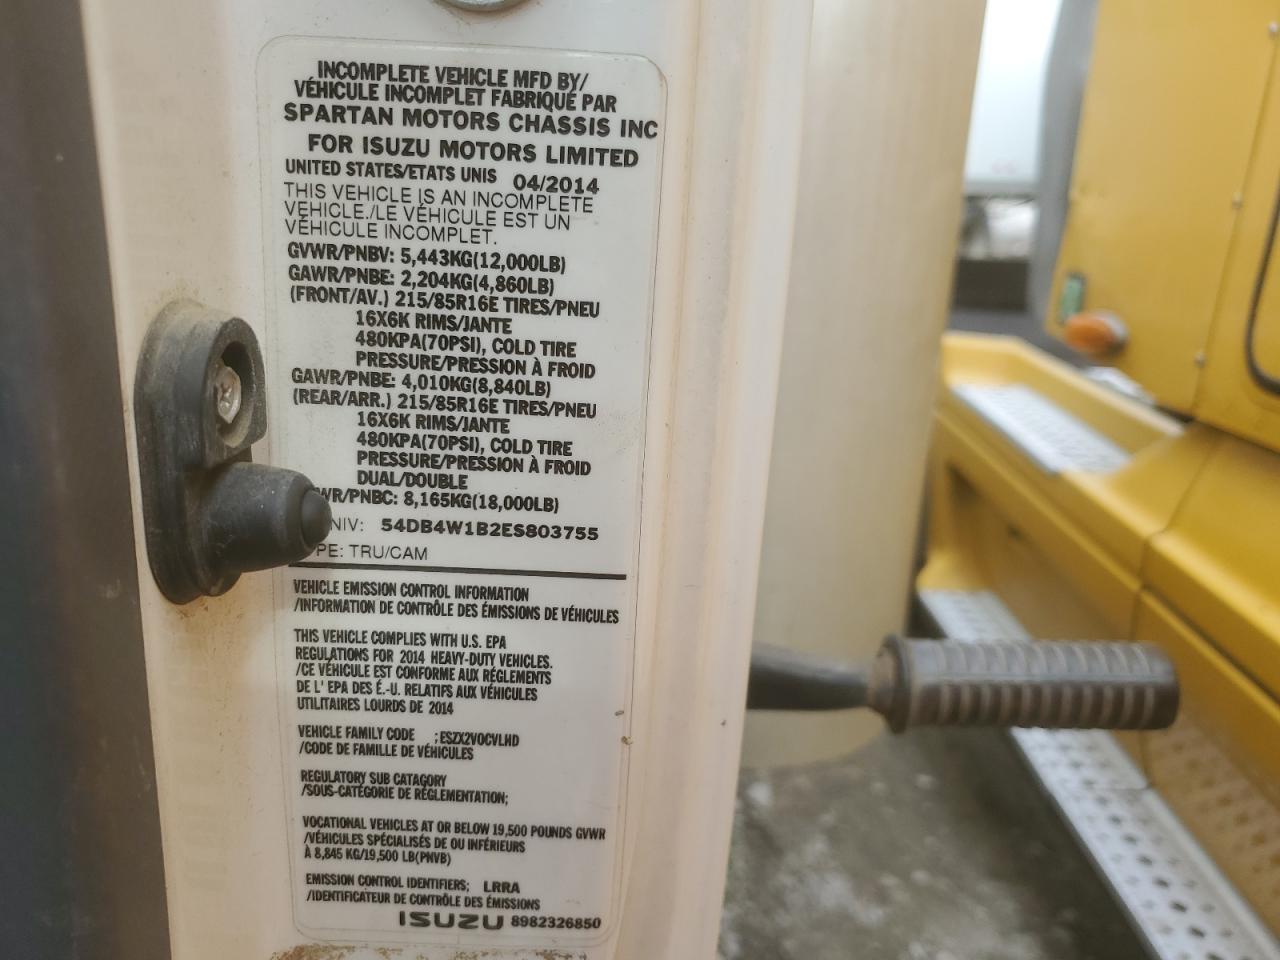 INCOMPLETE VEHICLE MFD BY/
VÉHICULE INCOMPLET FABRIQUÉ PAR
SPARTAN MOTORS CHASSIS INC
FOR ISUZU MOTORS LIMITED
UNITED STATES/ETATS UNIS 04/2014
THIS VEHICLE IS AN INCOMPLETE
VEHICLE./LE VÉHICULE EST UN
VÉHICULE INCOMPLET.
GVWR/PNBV: 5,443KG(12,000LB)
GAWR/PNBE: 2,204KG(4,860LB)
(FRONT/AV.) 215/85R16E TIRES/PNEU
16X6K RIMS/JANTE
480KPA(70PSI), COLD TIRE
PRESSURE/PRESSION À FROID
GAWR/PNBE: 4,010KG(8,840LB)
(REAR/ARR.) 215/85R16E TIRES/PNEU
16X6K RIMS/JANTE
480KPA(70PSI), COLD TIRE
PRESSURE/PRESSION À FROID
DUAL/DOUBLE
WR/PNBC: 8,165KG(18,000LB)
NIV: 54DB4W1B2ES803755
PE: TRU/CAM
VEHICLE EMISSION CONTROL INFORMATION
/INFORMATION DE CONTRÔLE DES ÉMISSIONS DE VÉHICULES
THIS VEHICLE COMPLIES WITH U.S. EPA
REGULATIONS FOR 2014 HEAVY-DUTY VEHICLES.
/CE VÉHICULE EST CONFORME AUX RÉGLEMENTS
DE L' EPA DES É.-U. RELATIFS AUX VÉHICULES
UTILITAIRES LOURDS DE 2014
VEHICLE FAMILY CODE ;ESZX2VOCVLHD
/CODE DE FAMILLE DE VÉHICULES
REGULATORY SUB CATAGORY
/SOUS-CATÉGORIE DE RÉGLEMENTATION;
VOCATIONAL VEHICLES AT OR BELOW 19,500 POUNDS GVWR
/VÉHICULES SPÉCIALISÉS DE OU INFÉRIEURS
À 8,845 KG/19,500 LB(PNVB)
EMISSION CONTROL IDENTIFIERS; LRRA
/IDENTIFICATEUR DE CONTRÔLE DES ÉMISSIONS
ISUZU 8982326850